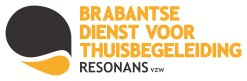 BRABANTSE
DIENST VOOR
THUISBEGELEIDING
RESONANS VZW